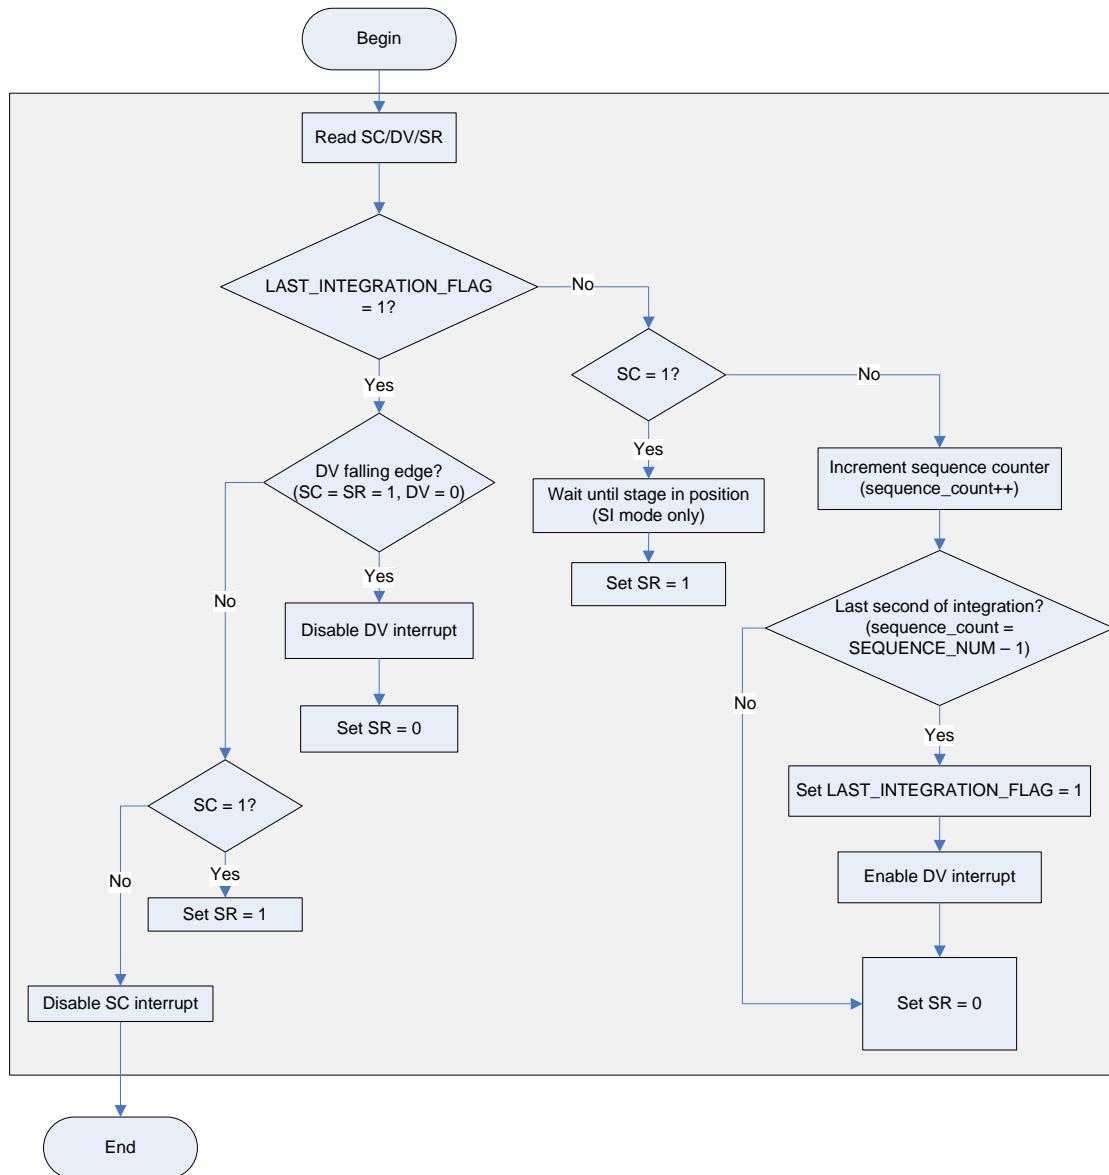 Begin
Read SC/DV/SR
LAST_INTEGRATION_FLAG
= 1?
No
Yes
SC = 1?
No
Yes
DV falling edge?
(SC = SR = 1, DV = 0)
Increment sequence counter
(sequence_count++)
Wait until stage in position
(SI mode only)
Set SR = 1
Yes
No
Last second of integration?
(sequence_count =
SEQUENCE_NUM – 1)
Disable DV interrupt
No
Set SR = 0
Yes
SC = 1?
Set LAST_INTEGRATION_FLAG = 1
Yes
No
Enable DV interrupt
Set SR = 1
Disable SC interrupt
Set SR = 0
End